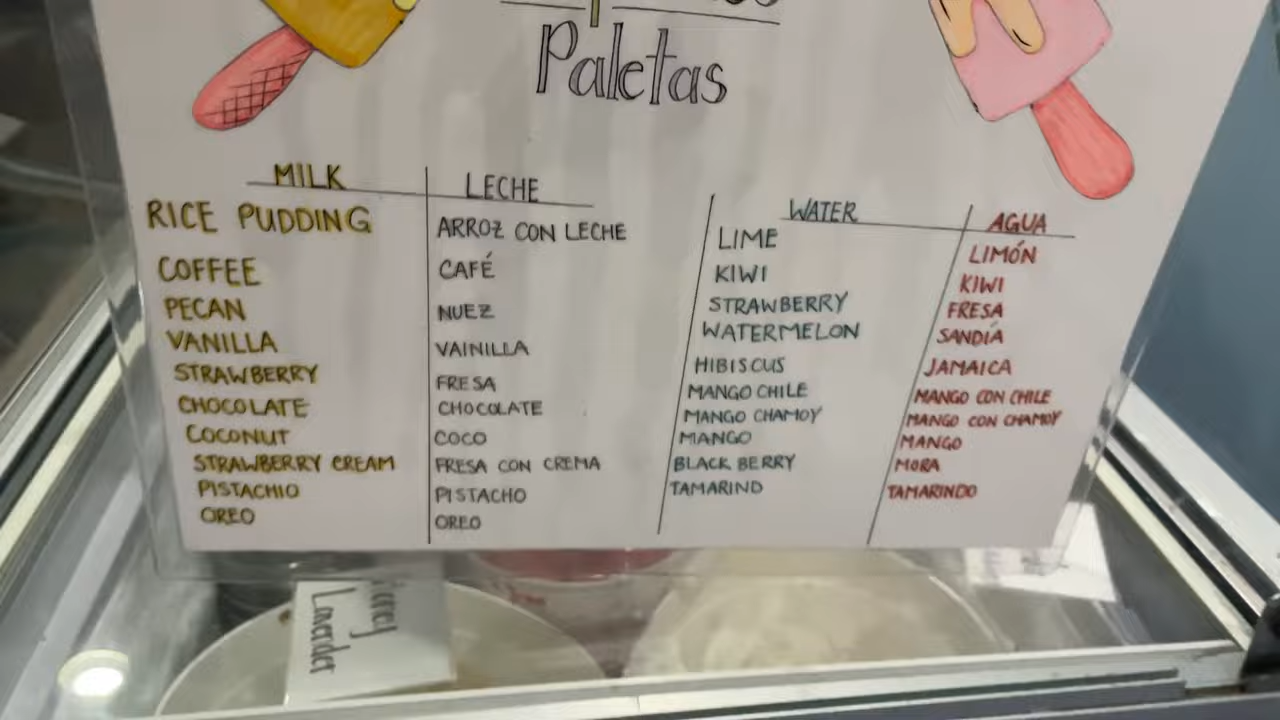 Paletas
MILK
RICE PUDDING
COFFEE
PECAN
VANILLA
STRAWBERRY
CHOCOLATE
COCONUT
STRAWBERRY CREAM
PISTACHIO
OREO
LECHE
ARROZ CON LECHE
CAFÉ
NUEZ
VAINILLA
FRESA
CHOCOLATE
COCO
FRESA CON CREMA
PISTACHO
OREO
WATER
LIME
KIWI
STRAWBERRY
WATERMELON
HIBISCUS
MANGO CHILE
MANGO CHAMOY
MANGO
BLACK BERRY
TAMARIND
AGUA
LIMÓN
KIWI
FRESA
SANDÍA
JAMAICA
MANGO CON CHILE
MANGO CON CHAMOY
MANGO
MORA
TAMARINDO
Laverder